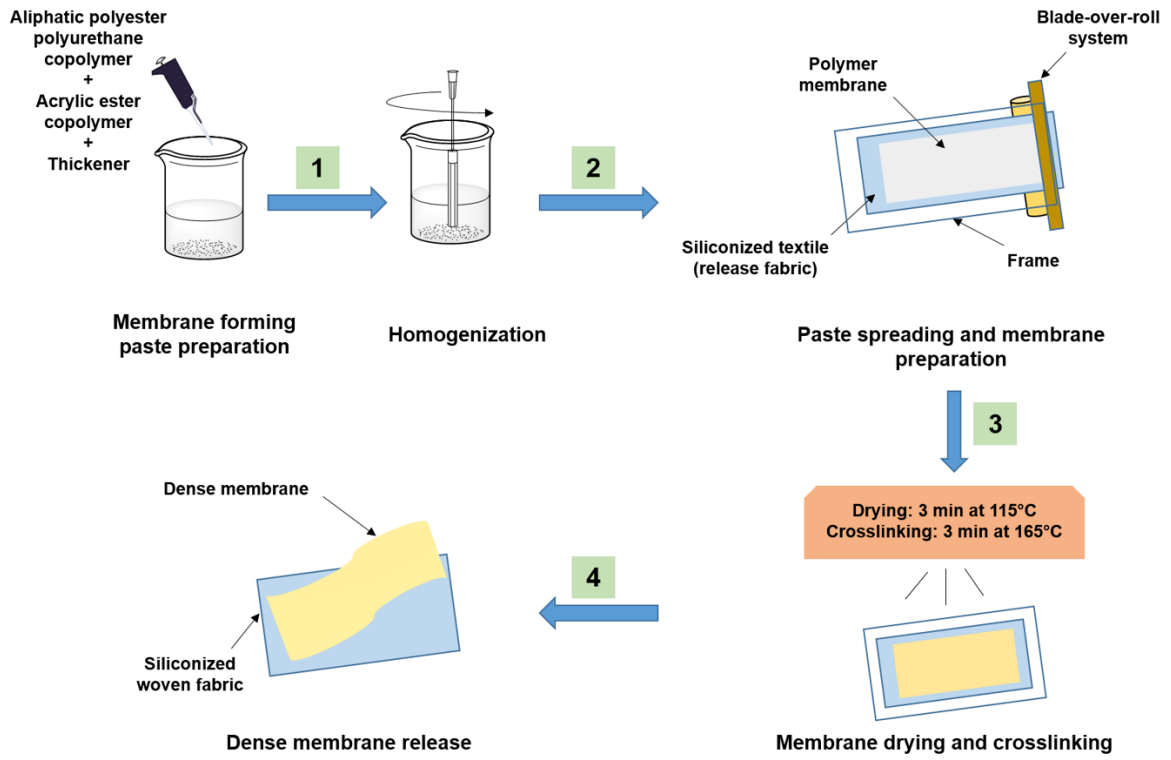 Aliphatic polyester
polyurethane
copolymer
+
Acrylic ester
copolymer
+
Thickener
1
2
Blade-over-roll
system
Polymer
membrane
Siliconized textile
(release fabric)
Frame
Membrane forming
paste preparation
Homogenization
Paste spreading and membrane
preparation
3
Drying: 3 min at 115°C
Crosslinking: 3 min at 165°C
Dense membrane
4
Siliconized
woven fabric
Dense membrane release
Membrane drying and crosslinking